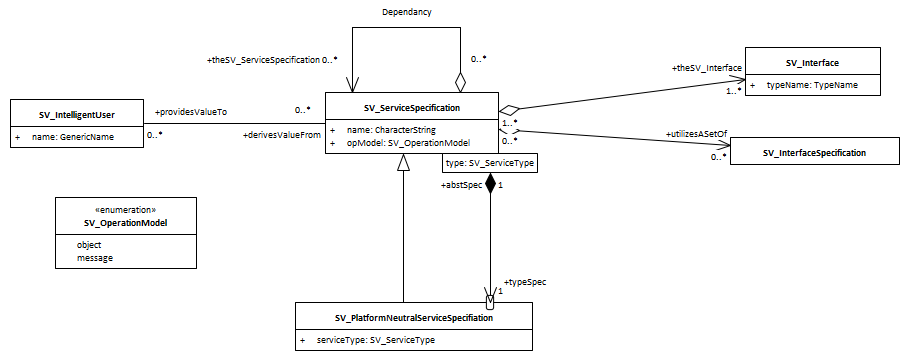 Dependancy
+theSV_ServiceSpecification 0..*
0..*
SV_IntelligentUser
+ name: GenericName
+providesValueTo
0..*
0..*
+derivesValueFrom
SV_ServiceSpecification
+ name: CharacterString
+ opModel: SV_OperationModel
type: SV_ServiceType
+theSV_Interface
1..*
1..*
SV_Interface
+ typeName: TypeName
0..*
+utilizesASetOf
0..*
SV_InterfaceSpecification
«enumeration»
SV_OperationModel
object
message
+abstSpec 1
+typeSpec
1
SV_PlatformNeutralServiceSpecifiation
+ serviceType: SV_ServiceType